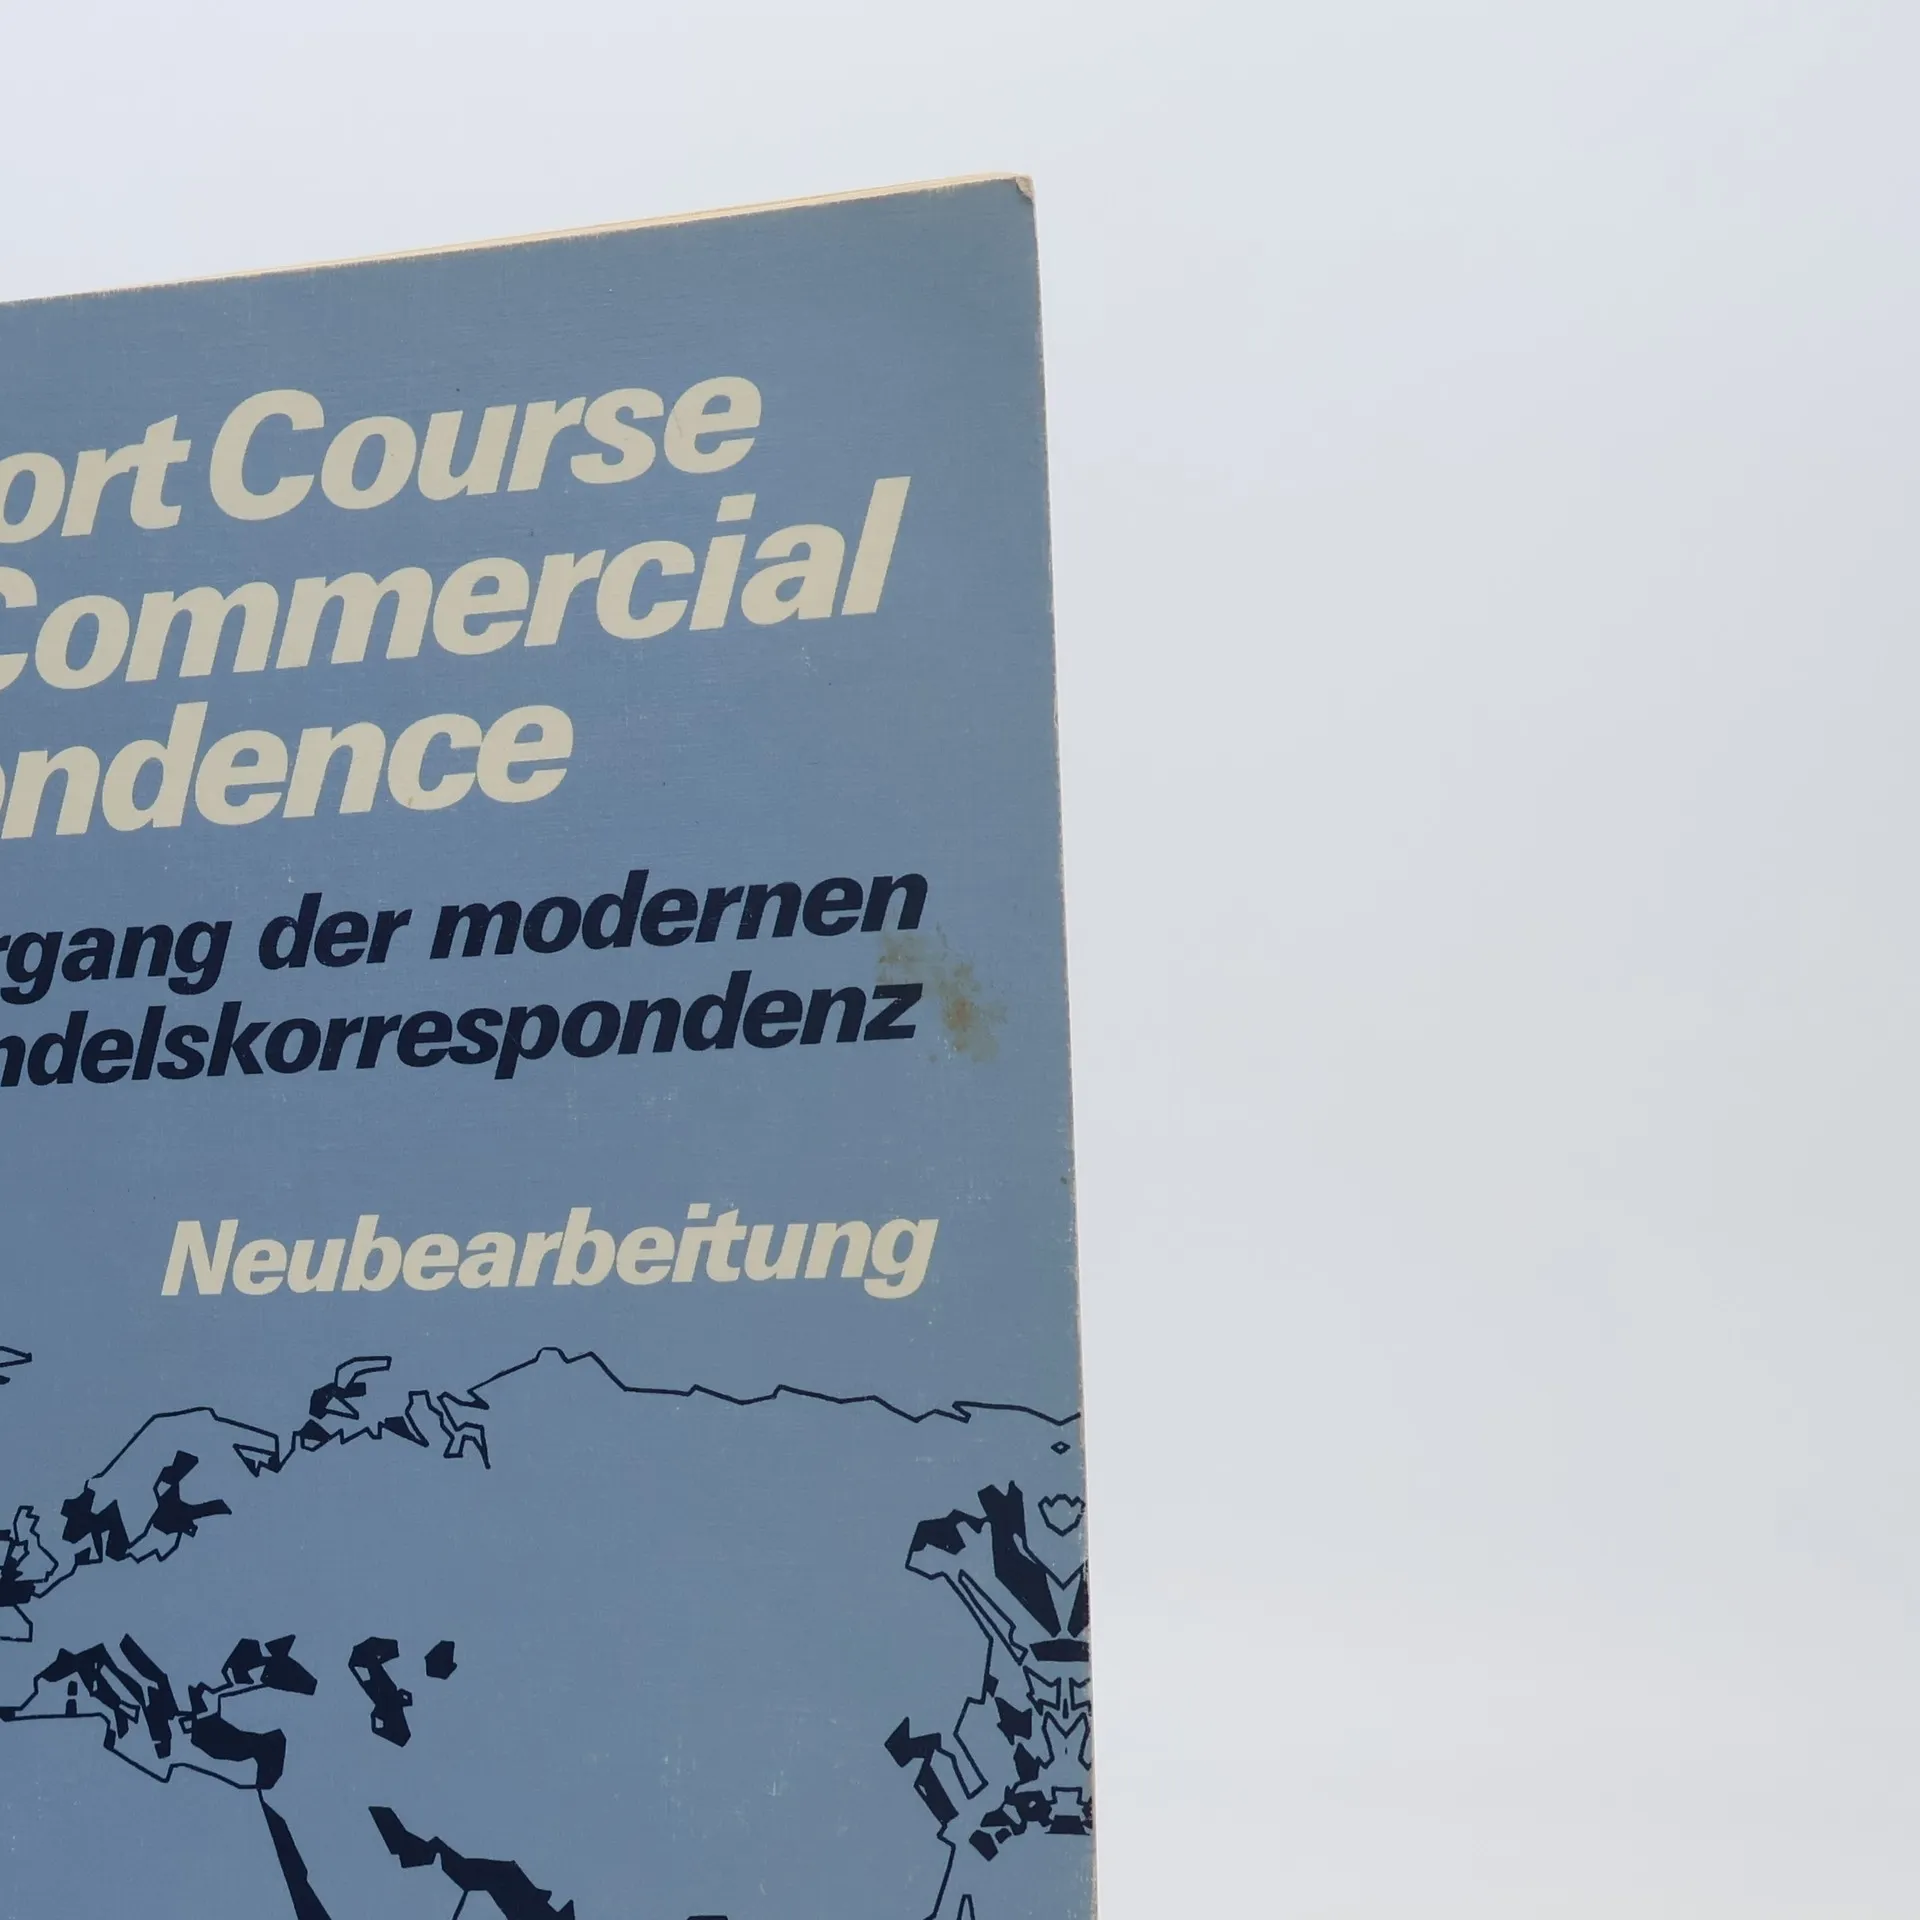 ort Course
Commercial
ondence
rgang der modernen
ndelskorrespondenz
Neubearbeitung